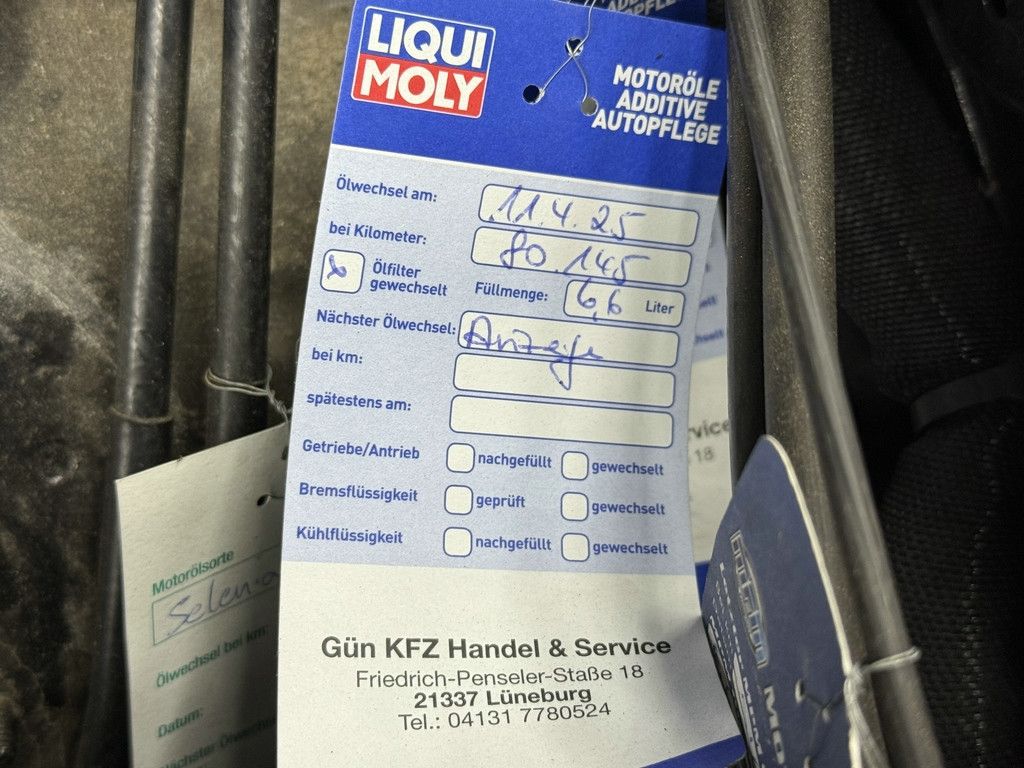 LIQUI
MOLY
MOTORÖLE
ADDITIVE
AUTOPFLEGE
Ölwechsel am: 11.4.25
bei Kilometer: 80.145
x Ölfilter
gewechselt
Füllmenge: 6,6 Liter
Nächster Ölwechsel: Anzeige
bei km:
spätestens am:
Getriebe/Antrieb nachgefüllt gewechselt
Bremsflüssigkeit geprüft gewechselt
Kühlflüssigkeit nachgefüllt gewechselt
Gün KFZ Handel & Service
Friedrich-Penseler-Staße 18
21337 Lüneburg
Tel.: 04131 7780524
Motorölsorte
Ölwechsel bei km:
Datum:
18